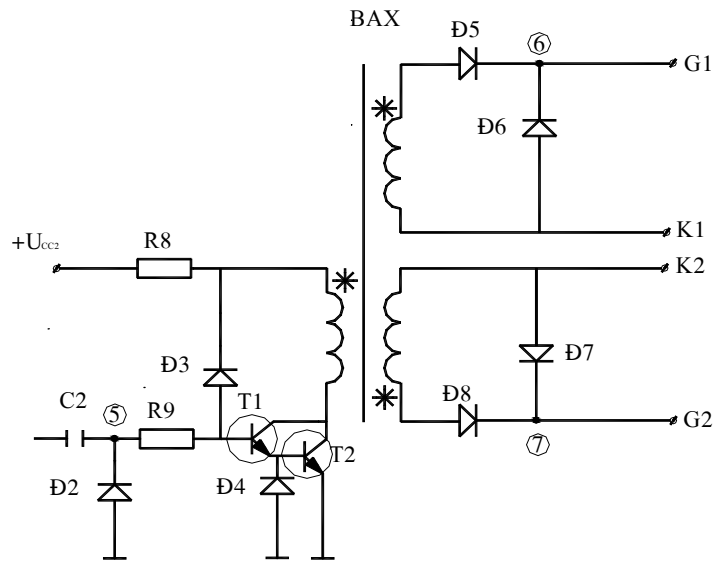 BAX
Đ5
⑥
G1
Đ6
K1
+Ucc2
R8
K2
Đ3
Đ7
C2
⑤
R9
T1
Đ8
G2
⑦
T2
Đ2
Đ4